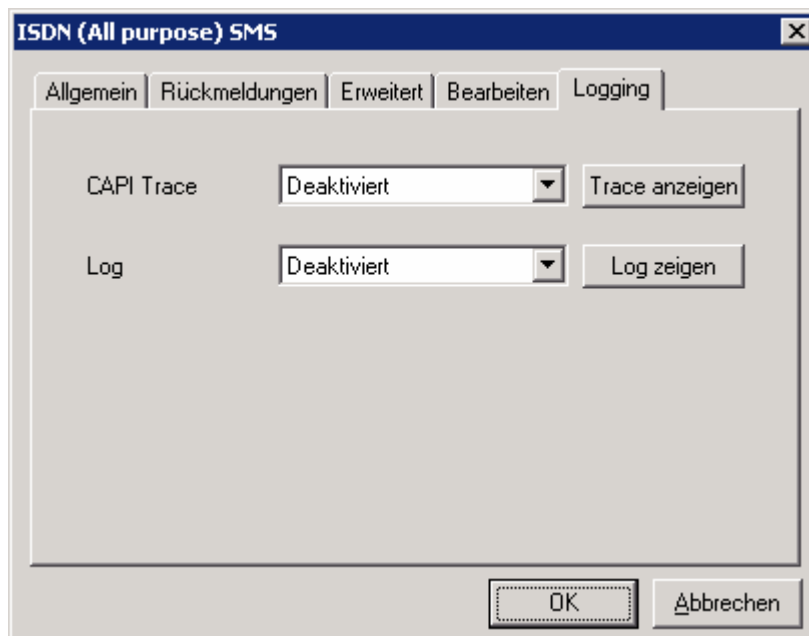 ISDN (All purpose) SMS
Allgemein Rückmeldungen Erweitert Bearbeiten Logging
CAPI Trace Deaktiviert Trace anzeigen
Log Deaktiviert Log zeigen
OK Abbrechen